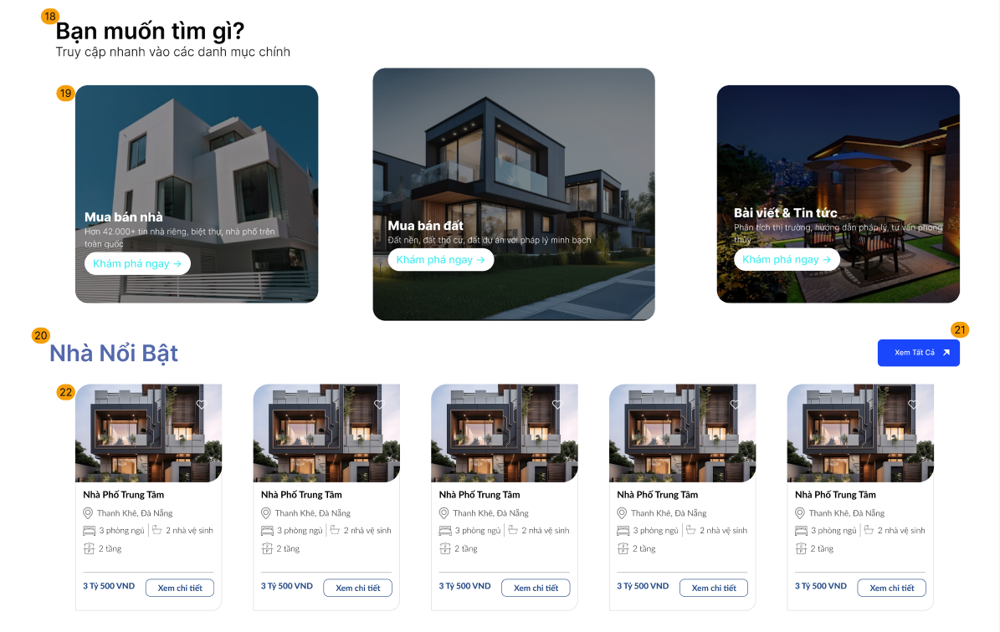 18
Bạn muốn tìm gì?
Truy cập nhanh vào các danh mục chính
19
Mua bán nhà
Hơn 42.000+ tin nhà riêng, biệt thự, nhà phố trên
toàn quốc
Khám phá ngay →
Mua bán đất
Đất nền, đất thổ cư, đất dự án với pháp lý minh bạch
Khám phá ngay →
Bài viết & Tin tức
Phân tích thị trường, hướng dẫn pháp lý, tư vấn phong
thủy
Khám phá ngay →
20
Nhà Nổi Bật
21
Xem Tất Cả
22
Nhà Phố Trung Tâm
Thanh Khê, Đà Nẵng
3 phòng ngủ
2 nhà vệ sinh
2 tầng
3 Tỷ 500 VND
Xem chi tiết
Nhà Phố Trung Tâm
Thanh Khê, Đà Nẵng
3 phòng ngủ
2 nhà vệ sinh
2 tầng
3 Tỷ 500 VND
Xem chi tiết
Nhà Phố Trung Tâm
Thanh Khê, Đà Nẵng
3 phòng ngủ
2 nhà vệ sinh
2 tầng
3 Tỷ 500 VND
Xem chi tiết
Nhà Phố Trung Tâm
Thanh Khê, Đà Nẵng
3 phòng ngủ
2 nhà vệ sinh
2 tầng
3 Tỷ 500 VND
Xem chi tiết
Nhà Phố Trung Tâm
Thanh Khê, Đà Nẵng
3 phòng ngủ
2 nhà vệ sinh
2 tầng
3 Tỷ 500 VND
Xem chi tiết